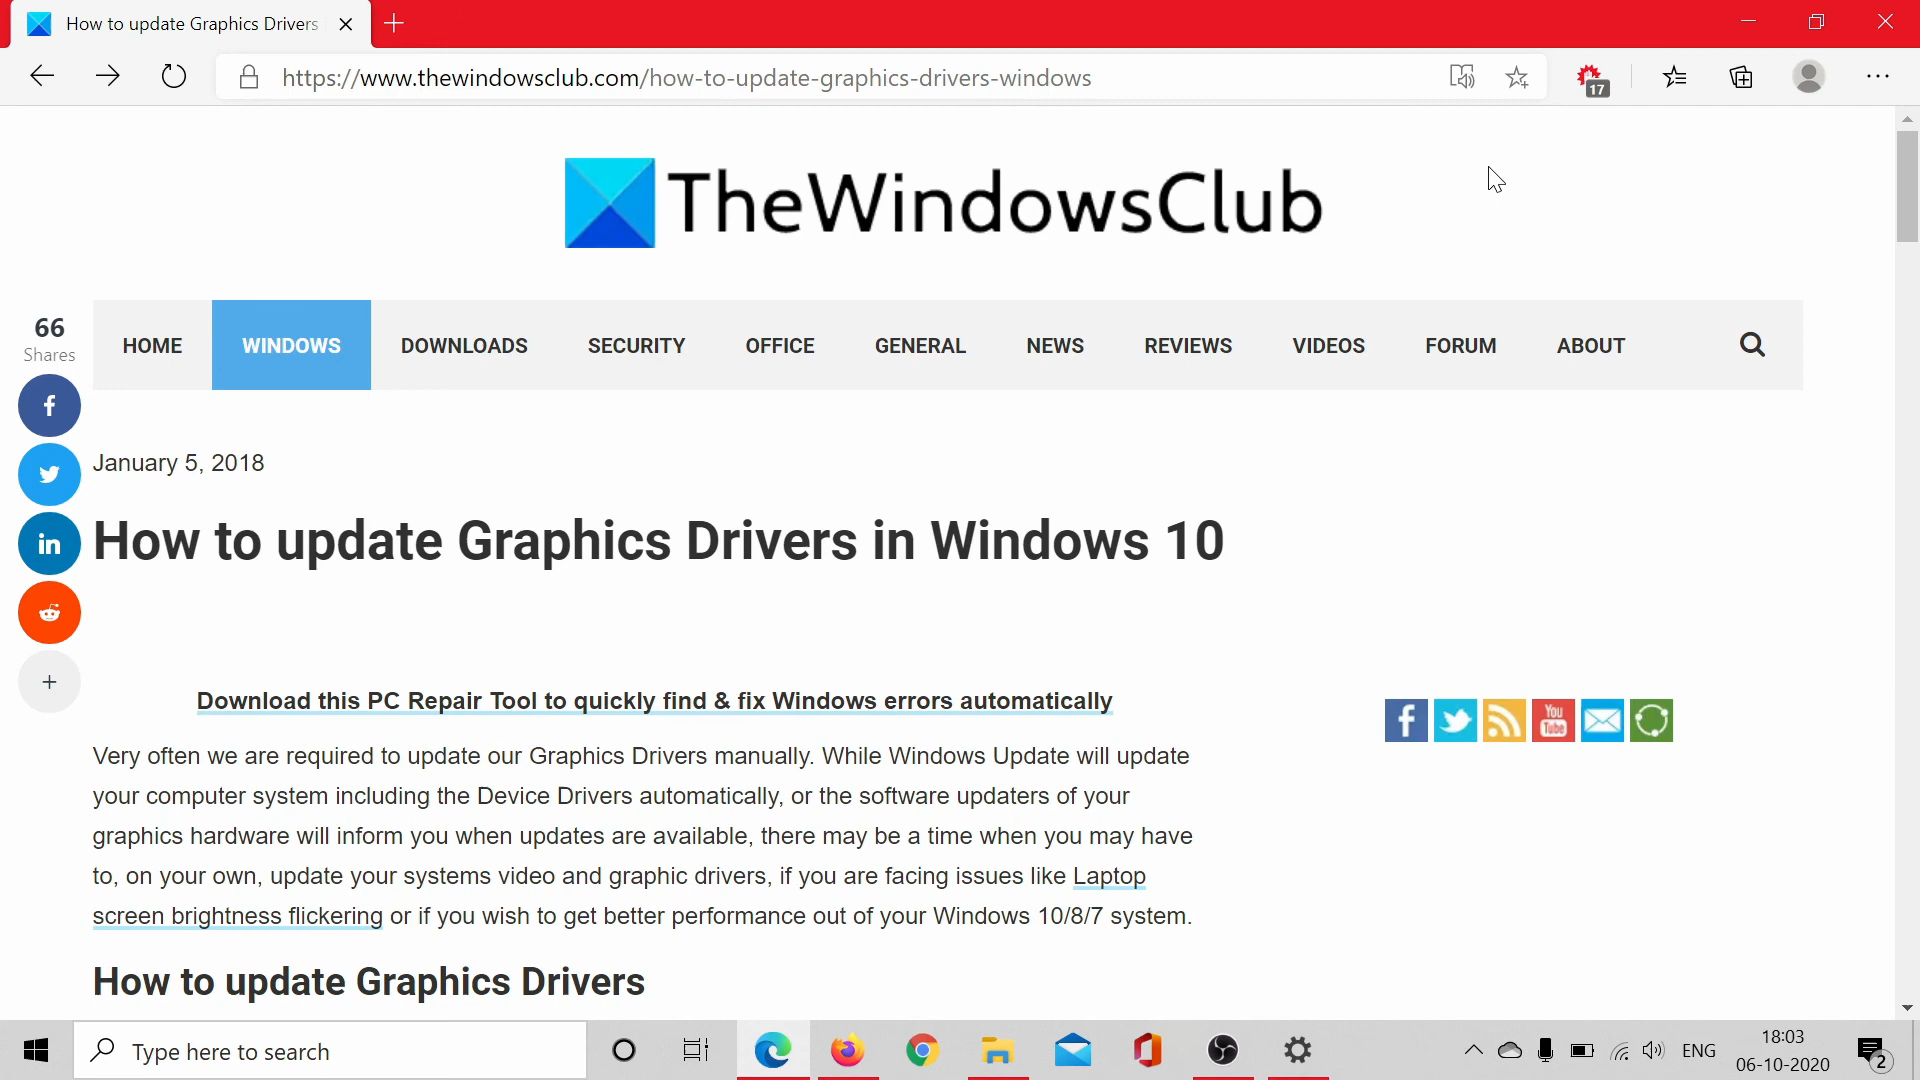 How to update Graphics Drivers
https://www.thewindowsclub.com/how-to-update-graphics-drivers-windows
17
TheWindowsClub
66
Shares
HOME WINDOWS DOWNLOADS SECURITY OFFICE GENERAL NEWS REVIEWS VIDEOS FORUM ABOUT
January 5, 2018
How to update Graphics Drivers in Windows 10
Download this PC Repair Tool to quickly find & fix Windows errors automatically
You
Tube
Very often we are required to update our Graphics Drivers manually. While Windows Update will update
your computer system including the Device Drivers automatically, or the software updaters of your
graphics hardware will inform you when updates are available, there may be a time when you may have
to, on your own, update your systems video and graphic drivers, if you are facing issues like Laptop
screen brightness flickering or if you wish to get better performance out of your Windows 10/8/7 system.
How to update Graphics Drivers
Type here to search
ENG
18:03
06-10-2020
2